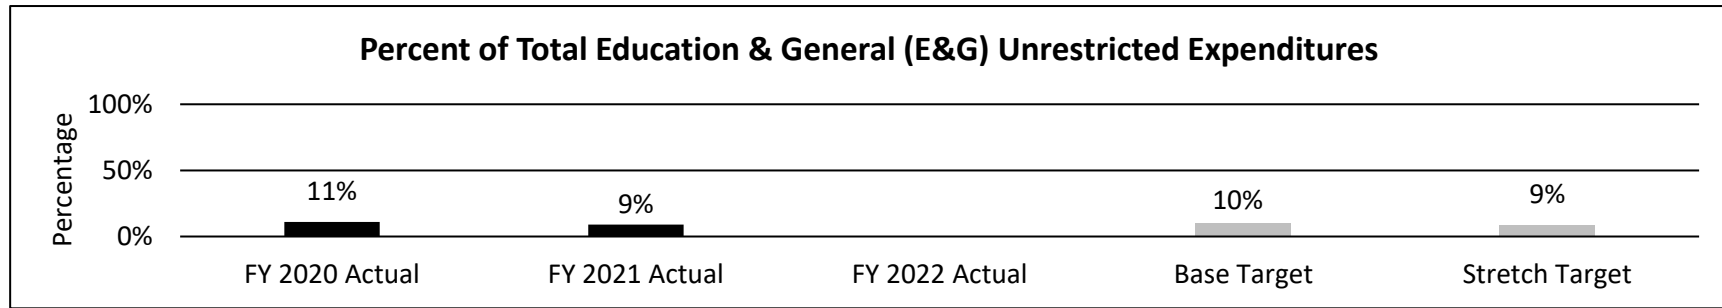 Percent of Total Education & General (E&G) Unrestricted Expenditures
Percentage
100%
50%
0%
11%
9%
10%
9%
FY 2020 Actual
FY 2021 Actual
FY 2022 Actual
Base Target
Stretch Target